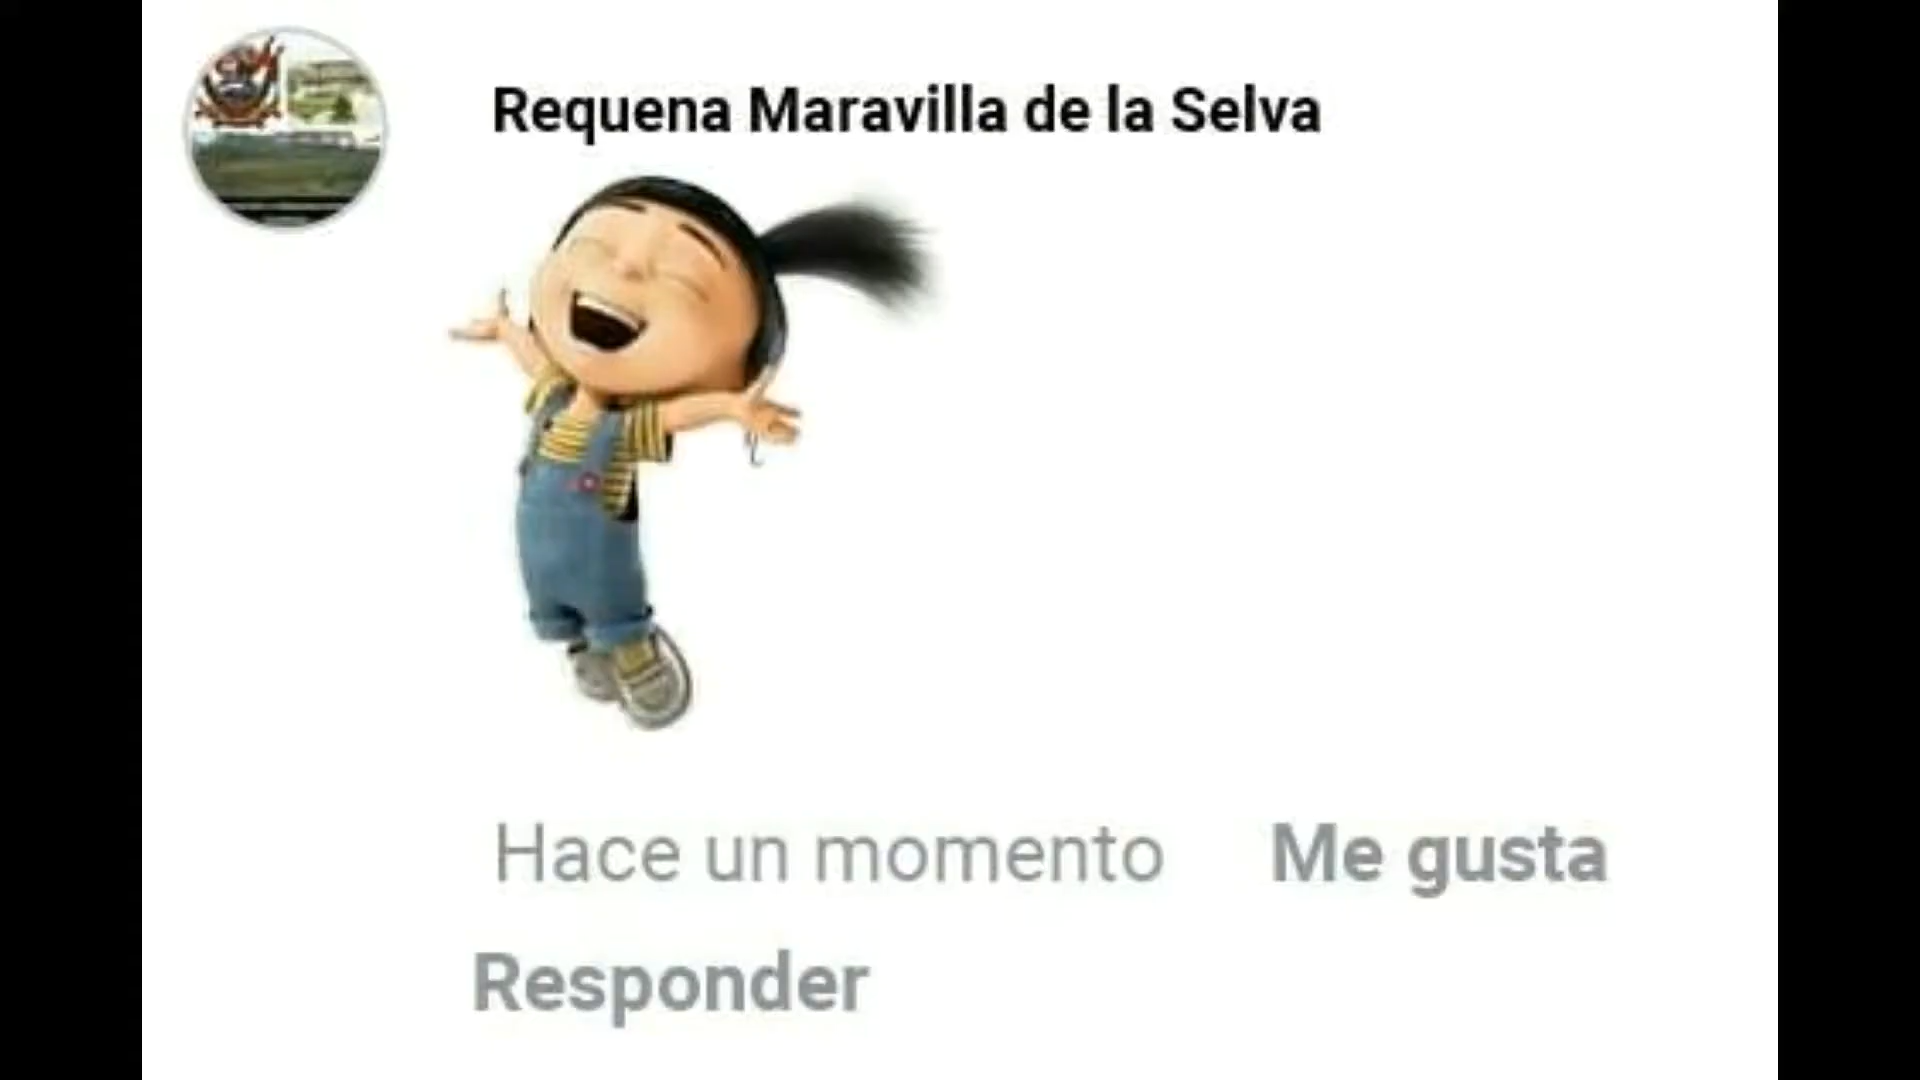 Requena Maravilla de la Selva
Hace un momento Me gusta
Responder